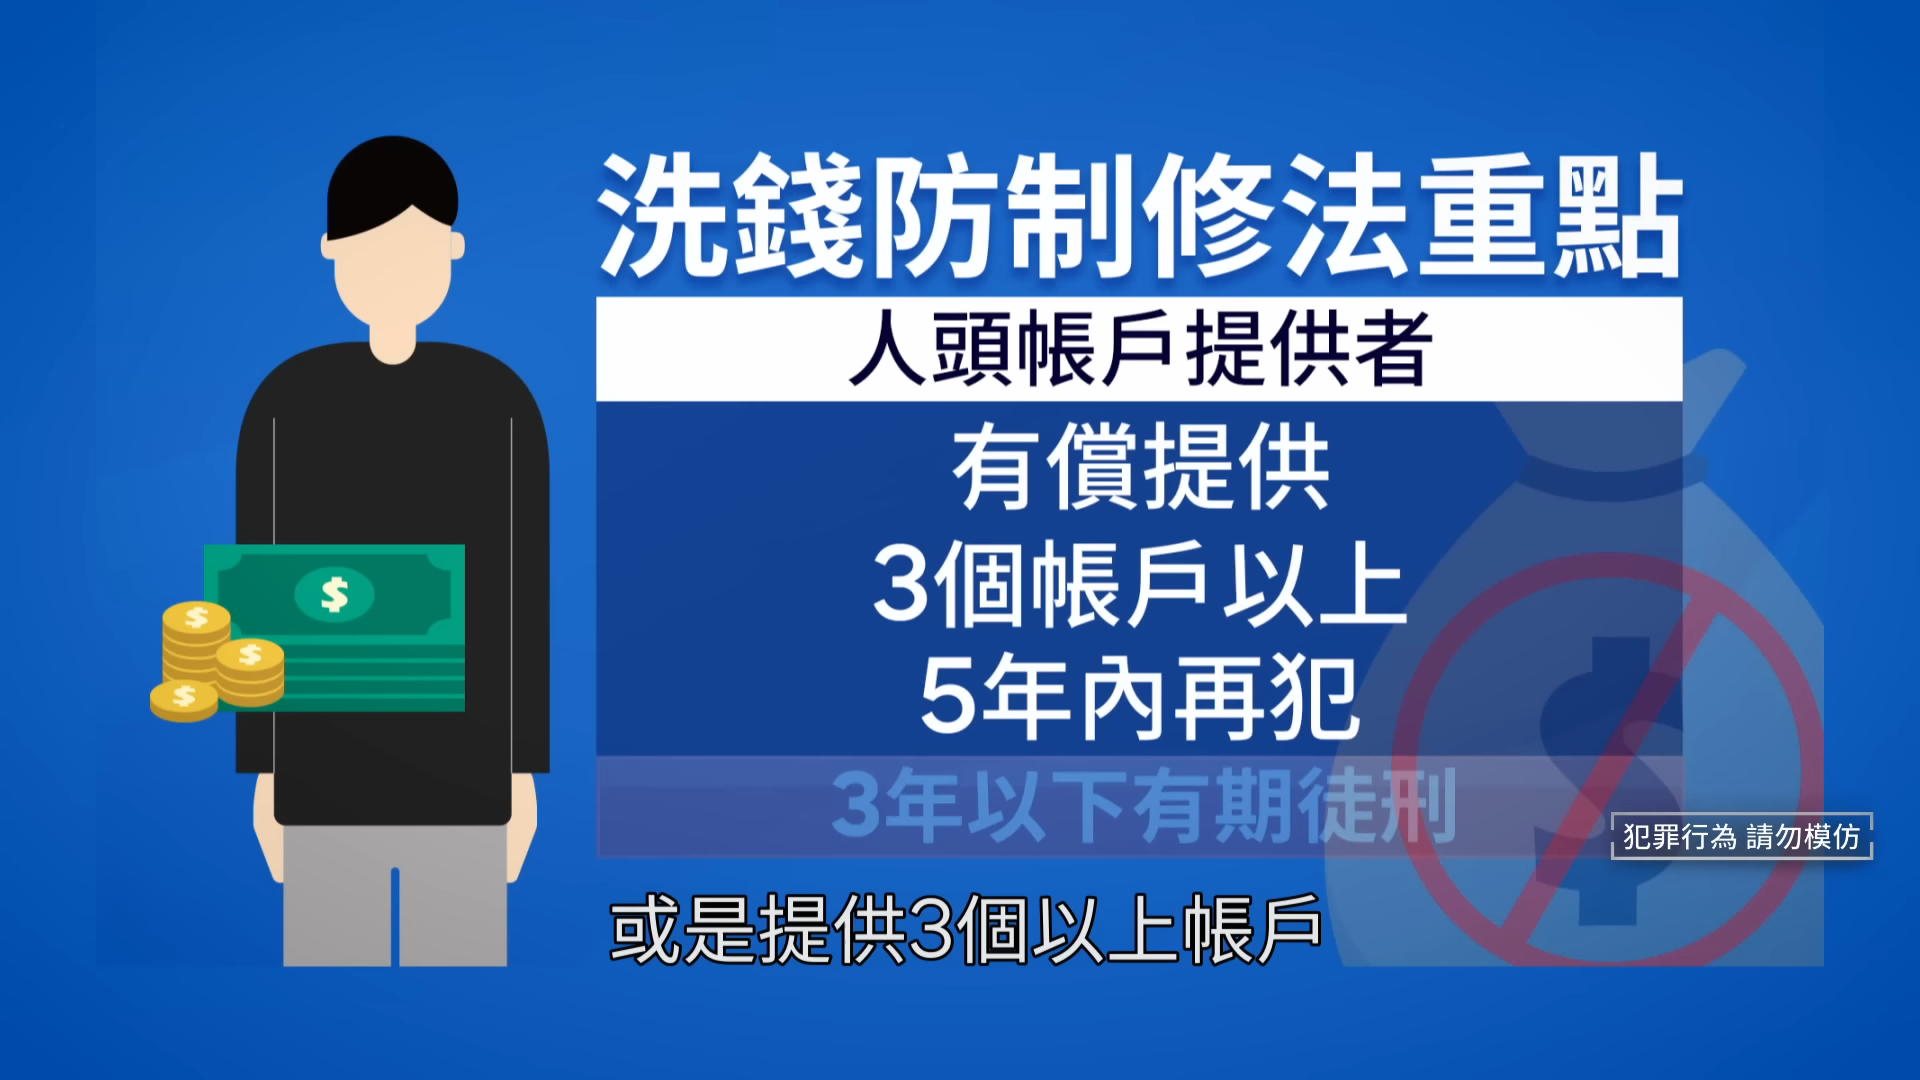 洗錢防制修法重點
人頭帳戶提供者
有償提供
3個帳戶以上
5年內再犯
3年以下有期徒刑
犯罪行為 請勿模仿
或是提供3個以上帳戶
$
$
$
$
$